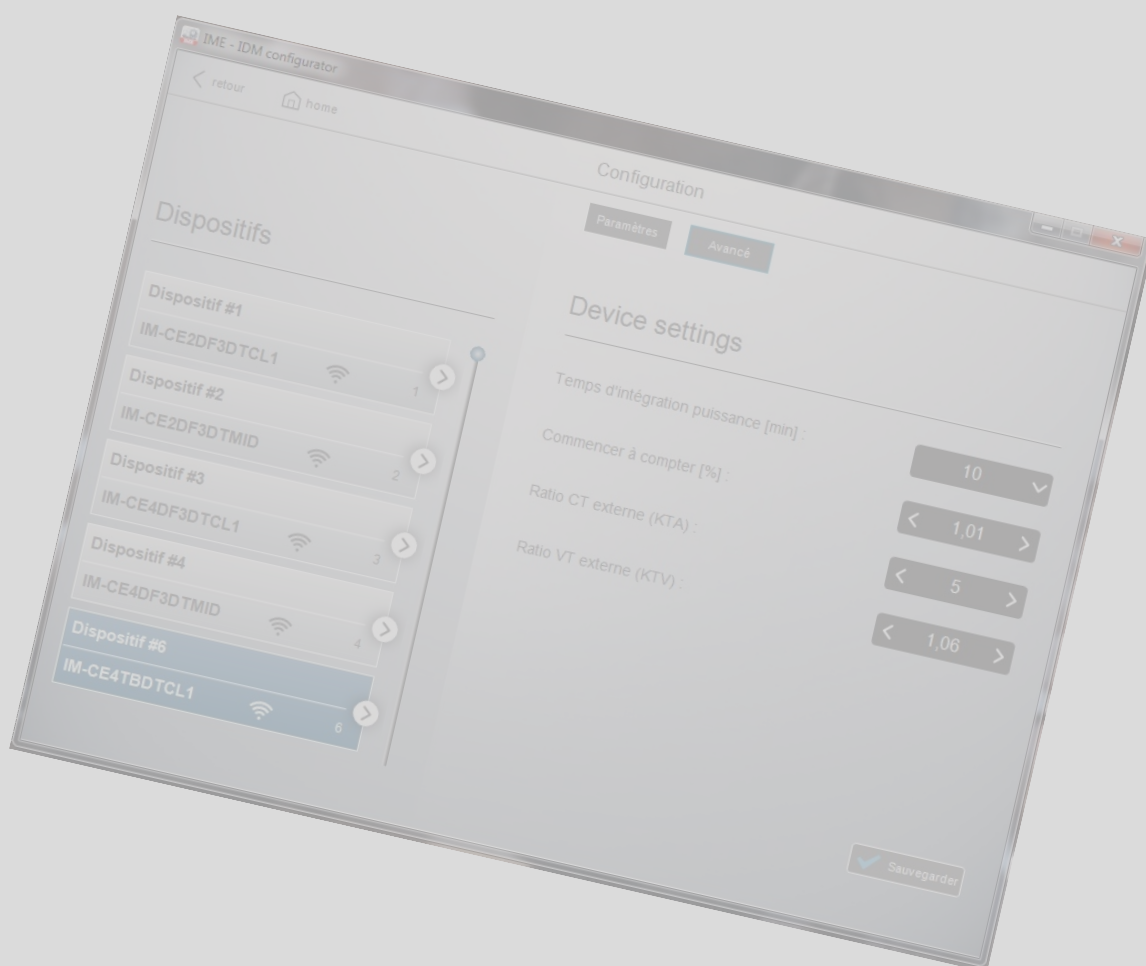 IME - IDM configurator
retour
home
Configuration
Paramètres
Avancé
Dispositifs
Dispositif #1
IM-CE2DF3DTCL1
1
Dispositif #2
IM-CE2DF3DTMID
2
Dispositif #3
IM-CE4DF3DTCL1
3
Dispositif #4
IM-CE4DF3DTMID
4
Dispositif #6
IM-CE4TBDTCL1
6
Device settings
Temps d'intégration puissance [min] :
10
Commencer à compter [%] :
1,01
Ratio CT externe (KTA) :
5
Ratio VT externe (KTV) :
1,06
Sauvegarder